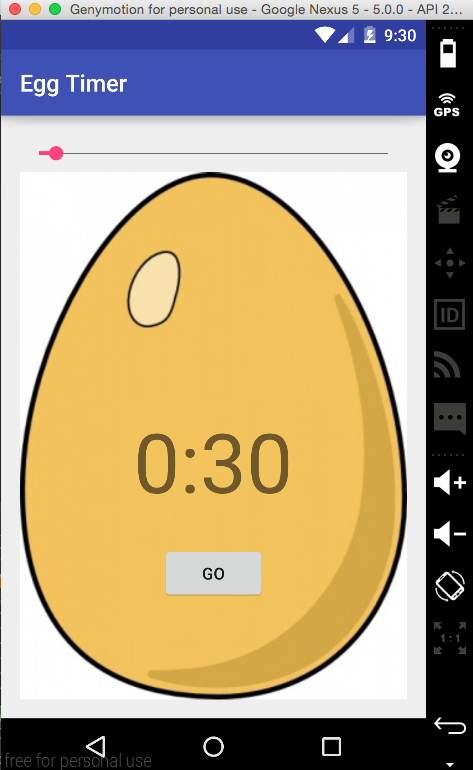 Genymotion for personal use - Google Nexus 5 - 5.0.0 - API 2...
9:30
Egg Timer
GPS
ID
0:30
GO
1:1
free for personal use